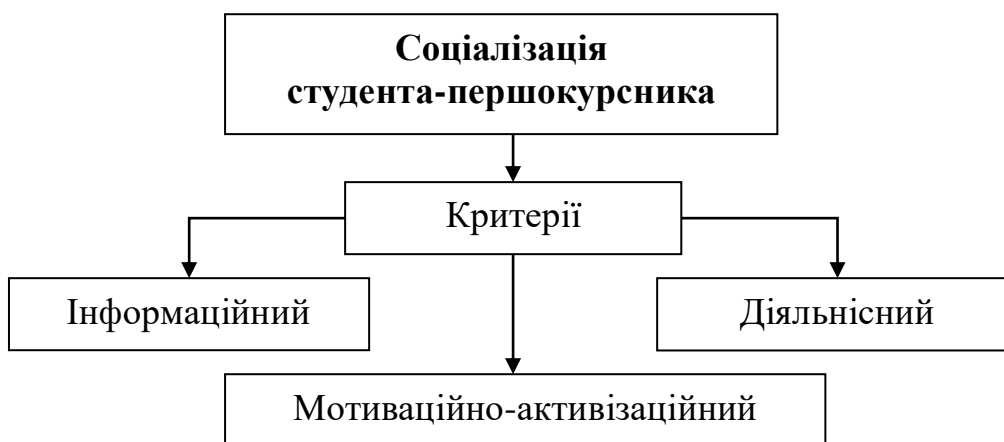 Соціалізація
студента-першокурсника
Критерії
Інформаційний
Діяльнісний
Мотиваційно-активізаційний